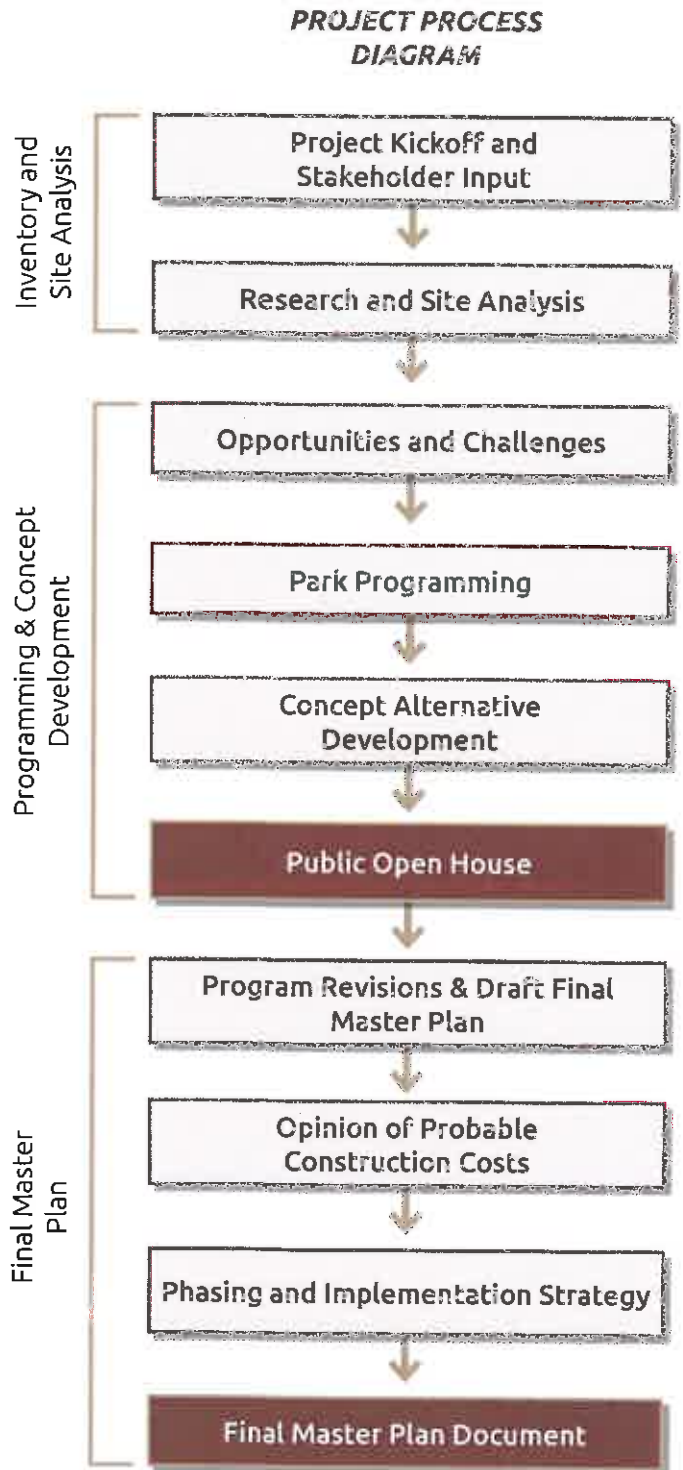 PROJECT PROCESS
DIAGRAM
Inventory and
Site Analysis
Project Kickoff and
Stakeholder Input
Research and Site Analysis
Programming & Concept
Development
Opportunities and Challenges
Park Programming
Concept Alternative
Development
Public Open House
Final Master
Plan
Program Revisions & Draft Final
Master Plan
Opinion of Probable
Construction Costs
Phasing and Implementation Strategy
Final Master Plan Document